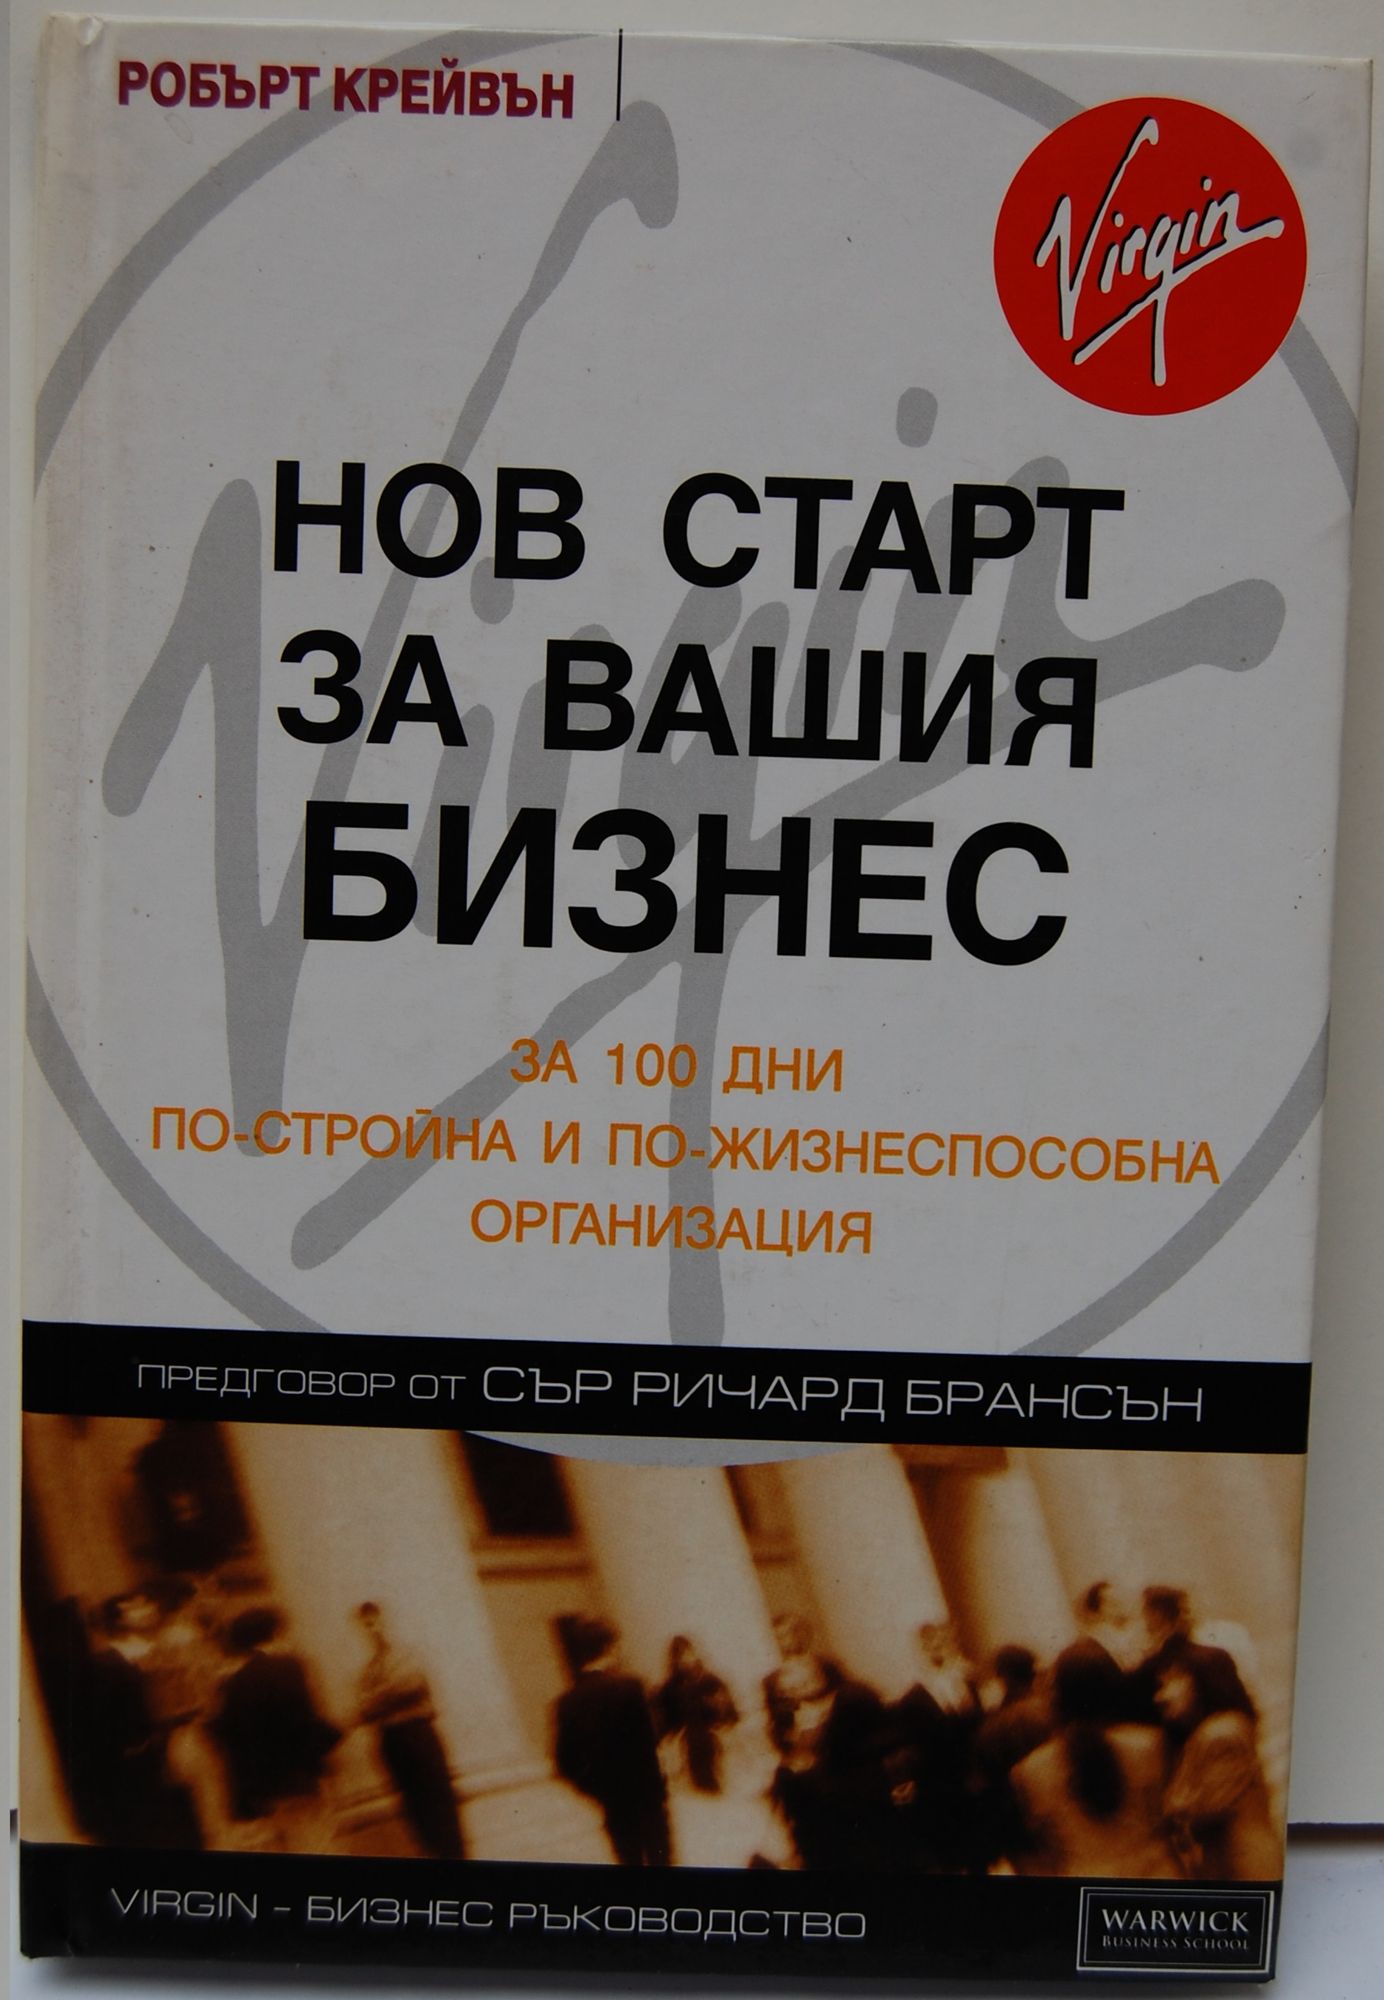 РОБЪРТ КРЕЙВЪН
Virgin
НОВ СТАРТ
ЗА ВАШИЯ
БИЗНЕС
ЗА 100 ДНИ
ПО-СТРОЙНА И ПО-ЖИЗНЕСПОСОБНА
ОРГАНИЗАЦИЯ
ПРЕДГОВОР ОТ СЪР РИЧАРД БРАНСЪН
VIRGIN - БИЗНЕС РЪКОВОДСТВО
WARWICK
BUSINESS SCHOOL